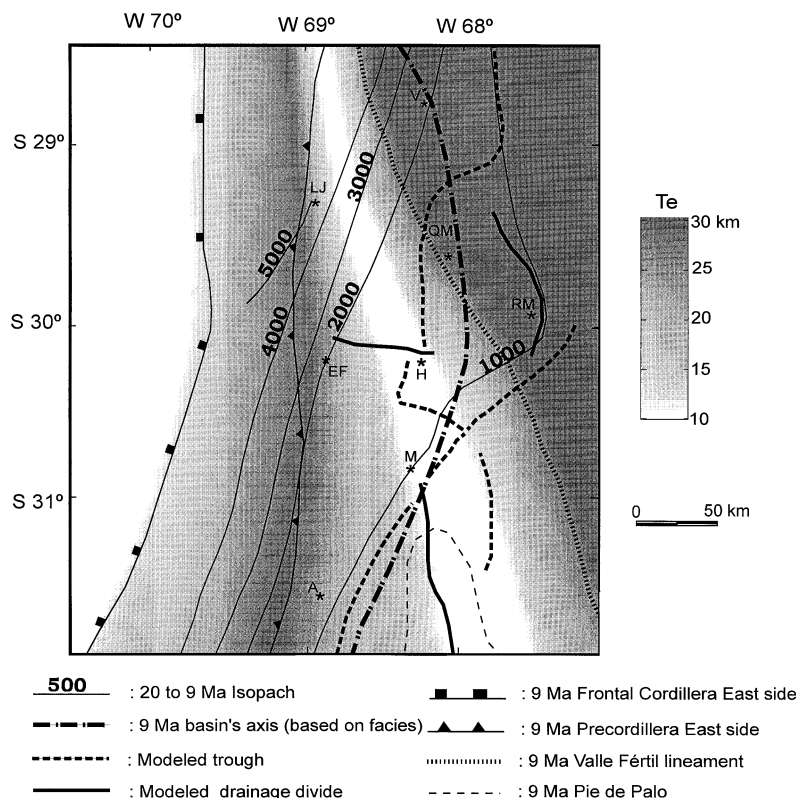 W 70º W 69º W 68º
S 29º
S 30º
S 31º
V
LJ
3000
QM
5000
RM
2000
4000
1000
EF
H
M
A
Te
30 km
25
20
15
10
0 50 km
500 : 20 to 9 Ma Isopach
: 9 Ma basin's axis (based on facies)
: Modeled trough
: Modeled drainage divide
: 9 Ma Frontal Cordillera East side
: 9 Ma Precordillera East side
: 9 Ma Valle Fértil lineament
: 9 Ma Pie de Palo